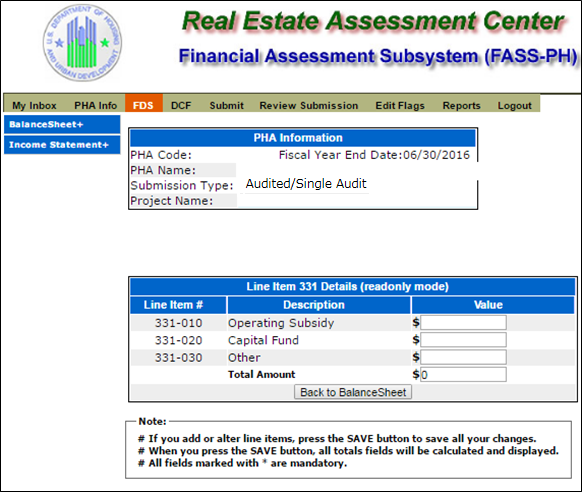 U.S. DEPARTMENT OF HOUSING AND URBAN DEVELOPMENT
Real Estate Assessment Center
Financial Assessment Subsystem (FASS-PH)
My Inbox PHA Info FDS DCF Submit Review Submission Edit Flags Reports Logout
BalanceSheet+
Income Statement+
PHA Information
PHA Code: Fiscal Year End Date:06/30/2016
PHA Name:
Submission Type: Audited/Single Audit
Project Name:
Line Item 331 Details (readonly mode)
Line Item # Description Value
331-010 Operating Subsidy $
331-020 Capital Fund $
331-030 Other $
Total Amount $0
Back to BalanceSheet
Note:
# If you add or alter line items, press the SAVE button to save all your changes.
# When you press the SAVE button, all totals fields will be calculated and displayed.
# All fields marked with * are mandatory.